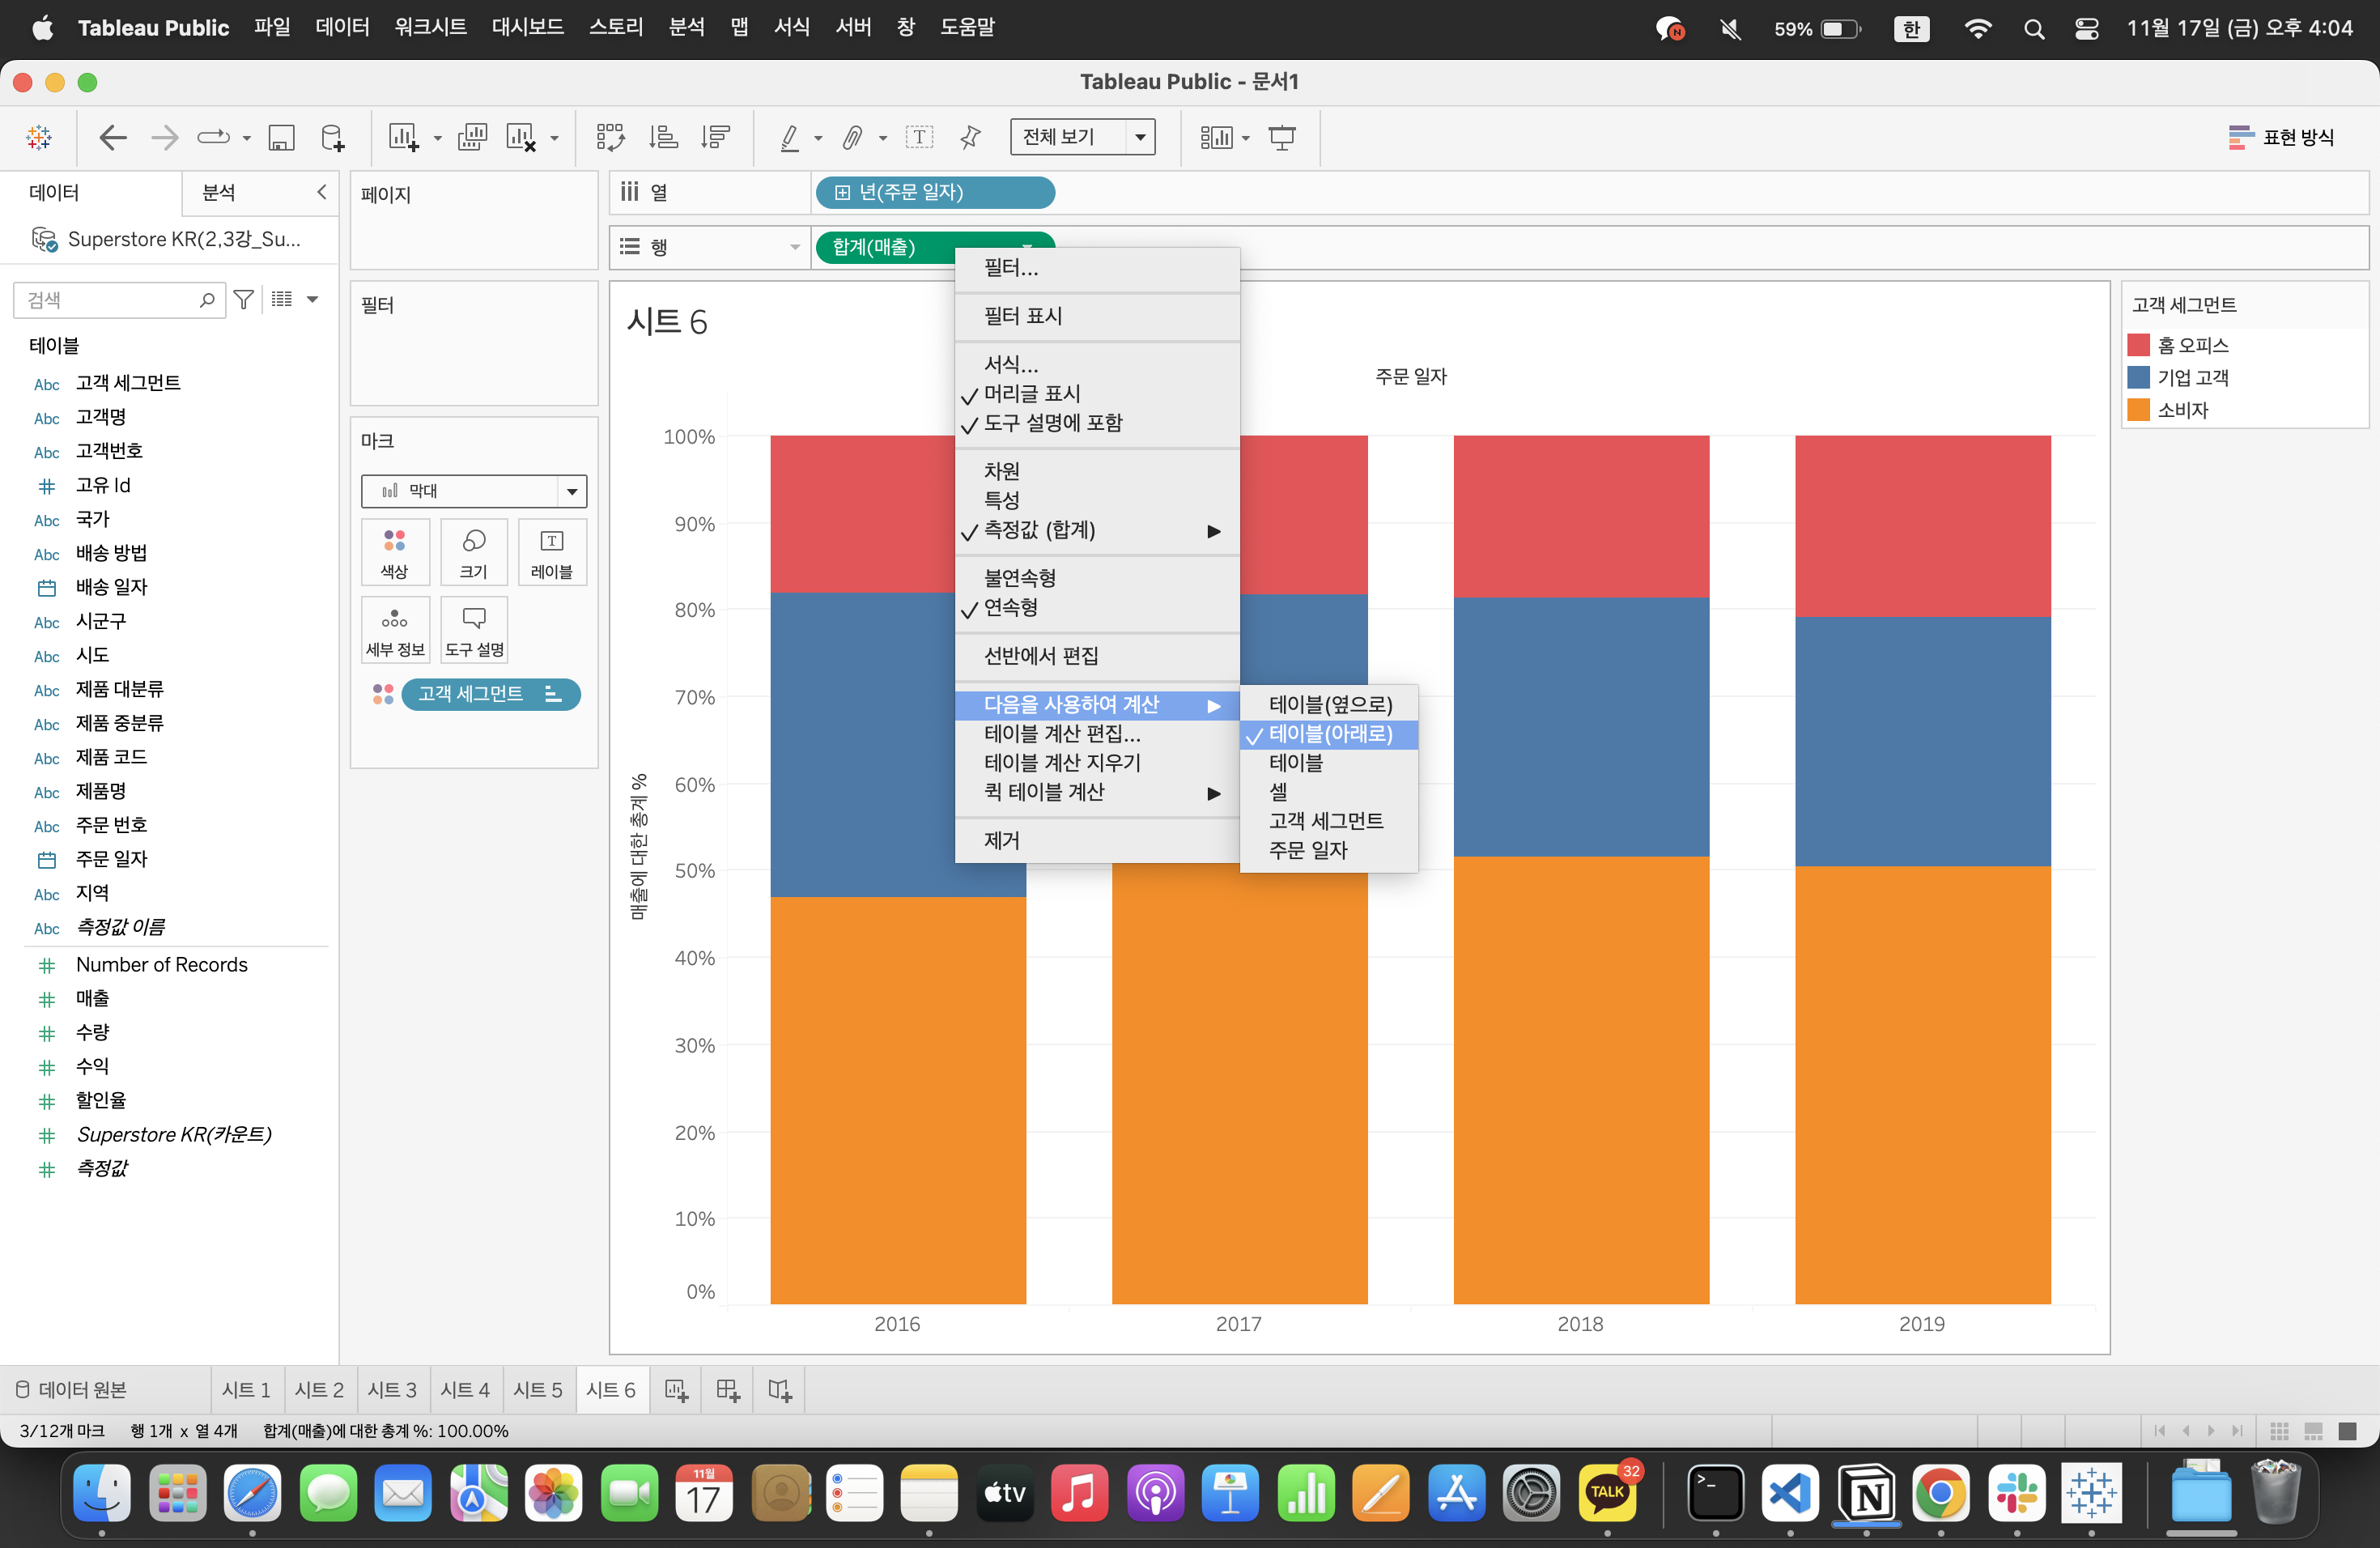 Tableau Public 파일 데이터 워크시트 대시보드 스토리 분석 맵 서식 서버 창 도움말
59% 한 11월 17일 (금) 오후 4:04
Tableau Public - 문서1
전체 보기
표현 방식
데이터
분석
Superstore KR(2,3강_Su...
검색
테이블
Abc 고객 세그먼트
Abc 고객명
Abc 고객번호
고유 Id
Abc 국가
Abc 배송 방법
배송 일자
Abc 시군구
Abc 시도
Abc 제품 대분류
Abc 제품 중분류
Abc 제품 코드
Abc 제품명
Abc 주문 번호
주문 일자
Abc 지역
Abc 측정값 이름
Number of Records
매출
수량
수익
할인율
Superstore KR(카운트)
측정값
페이지
필터
마크
막대
색상
크기
레이블
세부 정보
도구 설명
고객 세그먼트
열
년(주문 일자)
행
합계(매출)
시트 6
주문 일자
매출에 대한 총계 %
100%
90%
80%
70%
60%
50%
40%
30%
20%
10%
0%
2016
2017
2018
2019
필터...
필터 표시
서식...
머리글 표시
도구 설명에 포함
차원
특성
측정값 (합계)
불연속형
연속형
선반에서 편집
다음을 사용하여 계산
테이블 계산 편집...
테이블 계산 지우기
퀵 테이블 계산
제거
테이블(옆으로)
테이블(아래로)
테이블
셀
고객 세그먼트
주문 일자
고객 세그먼트
홈 오피스
기업 고객
소비자
데이터 원본
시트 1
시트 2
시트 3
시트 4
시트 5
시트 6
3/12개 마크 행 1개 x 열 4개 합계(매출)에 대한 총계 %: 100.00%
11월
17
tv
TALK
32